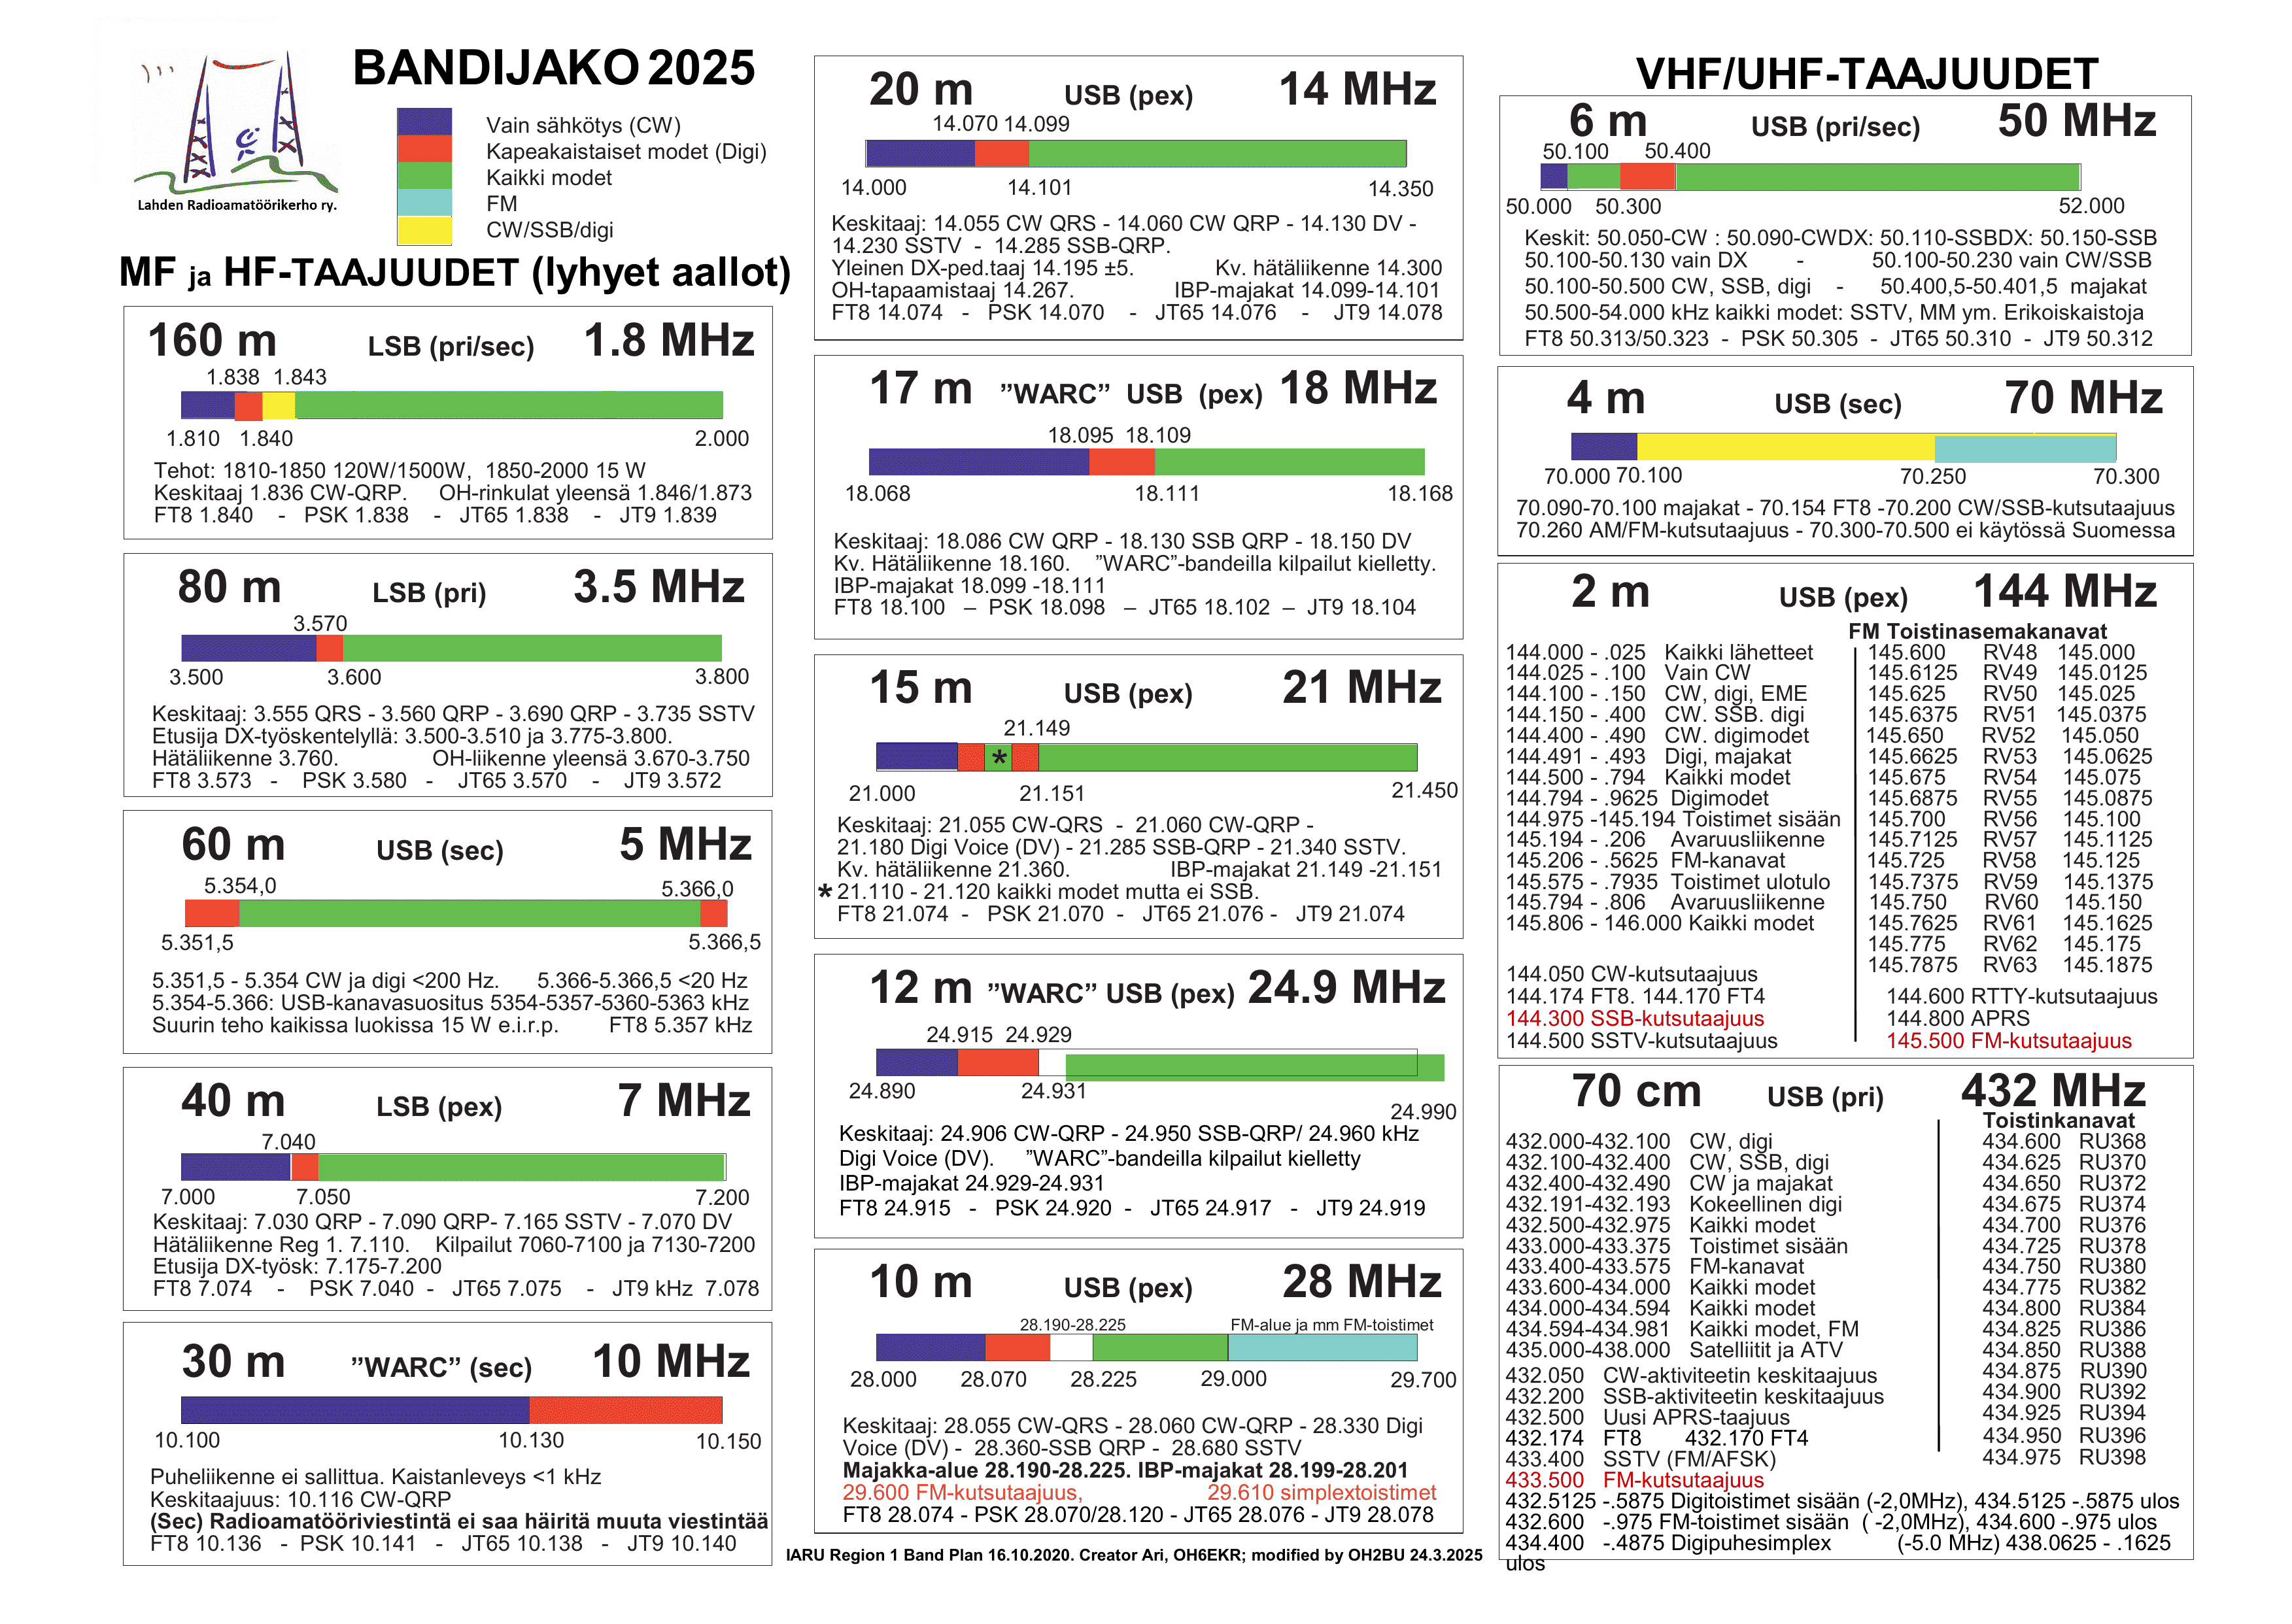 Lahden Radioamatöörikerho ry.
BANDIJAKO 2025
Vain sähkötys (CW)
Kapeakaistaiset modet (Digi)
Kaikki modet
FM
CW/SSB/digi
MF ja HF-TAAJUUDET (lyhyet aallot)
160 m LSB (pri/sec) 1.8 MHz
1.838 1.843
1.810 1.840 2.000
Tehot: 1810-1850 120W/1500W, 1850-2000 15 W
Keskitaaj 1.836 CW-QRP. OH-rinkulat yleensä 1.846/1.873
FT8 1.840 - PSK 1.838 - JT65 1.838 - JT9 1.839
80 m LSB (pri) 3.5 MHz
3.570
3.500 3.600 3.800
Keskitaaj: 3.555 QRS - 3.560 QRP - 3.690 QRP - 3.735 SSTV
Etusija DX-työskentelyllä: 3.500-3.510 ja 3.775-3.800.
Hätäliikenne 3.760. OH-liikenne yleensä 3.670-3.750
FT8 3.573 - PSK 3.580 - JT65 3.570 - JT9 3.572
60 m USB (sec) 5 MHz
5.354,0 5.366,0
5.351,5 5.366,5
5.351,5 - 5.354 CW ja digi <200 Hz. 5.366-5.366,5 <20 Hz
5.354-5.366: USB-kanavasuositus 5354-5357-5360-5363 kHz
Suurin teho kaikissa luokissa 15 W e.i.r.p. FT8 5.357 kHz
40 m LSB (pex) 7 MHz
7.040
7.000 7.050 7.200
Keskitaaj: 7.030 QRP - 7.090 QRP- 7.165 SSTV - 7.070 DV
Hätäliikenne Reg 1. 7.110. Kilpailut 7060-7100 ja 7130-7200
Etusija DX-työsk: 7.175-7.200
FT8 7.074 - PSK 7.040 - JT65 7.075 - JT9 kHz 7.078
30 m ”WARC” (sec) 10 MHz
10.100 10.130 10.150
Puheliikenne ei sallittua. Kaistanleveys <1 kHz
Keskitaajuus: 10.116 CW-QRP
(Sec) Radioamatööriviestintä ei saa häiritä muuta viestintää
FT8 10.136 - PSK 10.141 - JT65 10.138 - JT9 10.140
20 m USB (pex) 14 MHz
14.070 14.099
14.000 14.101 14.350
Keskitaaj: 14.055 CW QRS - 14.060 CW QRP - 14.130 DV -
14.230 SSTV - 14.285 SSB-QRP.
Yleinen DX-ped.taaj 14.195 ±5. Kv. hätäliikenne 14.300
OH-tapaamistaaj 14.267. IBP-majakat 14.099-14.101
FT8 14.074 - PSK 14.070 - JT65 14.076 - JT9 14.078
17 m ”WARC” USB (pex) 18 MHz
18.095 18.109
18.068 18.111 18.168
Keskitaaj: 18.086 CW QRP - 18.130 SSB QRP - 18.150 DV
Kv. Hätäliikenne 18.160. ”WARC”-bandeilla kilpailut kielletty.
IBP-majakat 18.099 -18.111
FT8 18.100 – PSK 18.098 – JT65 18.102 – JT9 18.104
15 m USB (pex) 21 MHz
21.149
*
21.000 21.151 21.450
Keskitaaj: 21.055 CW-QRS - 21.060 CW-QRP -
21.180 Digi Voice (DV) - 21.285 SSB-QRP - 21.340 SSTV.
Kv. hätäliikenne 21.360. IBP-majakat 21.149 -21.151
* 21.110 - 21.120 kaikki modet mutta ei SSB.
FT8 21.074 - PSK 21.070 - JT65 21.076 - JT9 21.074
12 m ”WARC” USB (pex) 24.9 MHz
24.915 24.929
24.890 24.931 24.990
Keskitaaj: 24.906 CW-QRP - 24.950 SSB-QRP/ 24.960 kHz
Digi Voice (DV). ”WARC”-bandeilla kilpailut kielletty
IBP-majakat 24.929-24.931
FT8 24.915 - PSK 24.920 - JT65 24.917 - JT9 24.919
10 m USB (pex) 28 MHz
28.190-28.225 FM-alue ja mm FM-toistimet
28.000 28.070 28.225 29.000 29.700
Keskitaaj: 28.055 CW-QRS - 28.060 CW-QRP - 28.330 Digi
Voice (DV) - 28.360-SSB QRP - 28.680 SSTV
Majakka-alue 28.190-28.225. IBP-majakat 28.199-28.201
29.600 FM-kutsutaajuus, 29.610 simplextoistimet
FT8 28.074 - PSK 28.070/28.120 - JT65 28.076 - JT9 28.078
IARU Region 1 Band Plan 16.10.2020. Creator Ari, OH6EKR; modified by OH2BU 24.3.2025
VHF/UHF-TAAJUUDET
6 m USB (pri/sec) 50 MHz
50.100 50.400
50.000 50.300 52.000
Keskit: 50.050-CW : 50.090-CWDX: 50.110-SSBDX: 50.150-SSB
50.100-50.130 vain DX - 50.100-50.230 vain CW/SSB
50.100-50.500 CW, SSB, digi - 50.400,5-50.401,5 majakat
50.500-54.000 kHz kaikki modet: SSTV, MM ym. Erikoiskaistoja
FT8 50.313/50.323 - PSK 50.305 - JT65 50.310 - JT9 50.312
4 m USB (sec) 70 MHz
70.000 70.100 70.250 70.300
70.090-70.100 majakat - 70.154 FT8 -70.200 CW/SSB-kutsutaajuus
70.260 AM/FM-kutsutaajuus - 70.300-70.500 ei käytössä Suomessa
2 m USB (pex) 144 MHz
FM Toistinasemakanavat
144.000 - .025 Kaikki lähetteet 145.600 RV48 145.000
144.025 - .100 Vain CW 145.6125 RV49 145.0125
144.100 - .150 CW, digi, EME 145.625 RV50 145.025
144.150 - .400 CW. SSB. digi 145.6375 RV51 145.0375
144.400 - .490 CW. digimodet 145.650 RV52 145.050
144.491 - .493 Digi, majakat 145.6625 RV53 145.0625
144.500 - .794 Kaikki modet 145.675 RV54 145.075
144.794 - .9625 Digimodet 145.6875 RV55 145.0875
144.975 -145.194 Toistimet sisään 145.700 RV56 145.100
145.194 - .206 Avaruusliikenne 145.7125 RV57 145.1125
145.206 - .5625 FM-kanavat 145.725 RV58 145.125
145.575 - .7935 Toistimet ulotulo 145.7375 RV59 145.1375
145.794 - .806 Avaruusliikenne 145.750 RV60 145.150
145.806 - 146.000 Kaikki modet 145.7625 RV61 145.1625
145.775 RV62 145.175
145.7875 RV63 145.1875
144.050 CW-kutsutaajuus
144.174 FT8. 144.170 FT4 144.600 RTTY-kutsutaajuus
144.300 SSB-kutsutaajuus 144.800 APRS
144.500 SSTV-kutsutaajuus 145.500 FM-kutsutaajuus
70 cm USB (pri) 432 MHz
Toistinkanavat
432.000-432.100 CW, digi 434.600 RU368
432.100-432.400 CW, SSB, digi 434.625 RU370
432.400-432.490 CW ja majakat 434.650 RU372
432.191-432.193 Kokeellinen digi 434.675 RU374
432.500-432.975 Kaikki modet 434.700 RU376
433.000-433.375 Toistimet sisään 434.725 RU378
433.400-433.575 FM-kanavat 434.750 RU380
433.600-434.000 Kaikki modet 434.775 RU382
434.000-434.594 Kaikki modet 434.800 RU384
434.594-434.981 Kaikki modet, FM 434.825 RU386
435.000-438.000 Satelliitit ja ATV 434.850 RU388
432.050 CW-aktiviteetin keskitaajuus 434.875 RU390
432.200 SSB-aktiviteetin keskitaajuus 434.900 RU392
432.500 Uusi APRS-taajuus 434.925 RU394
432.174 FT8 432.170 FT4 434.950 RU396
433.400 SSTV (FM/AFSK) 434.975 RU398
433.500 FM-kutsutaajuus
432.5125 -.5875 Digitoistimet sisään (-2,0MHz), 434.5125 -.5875 ulos
432.600 -.975 FM-toistimet sisään ( -2,0MHz), 434.600 -.975 ulos
434.400 -.4875 Digipuhesimplex (-5.0 MHz) 438.0625 - .1625
ulos